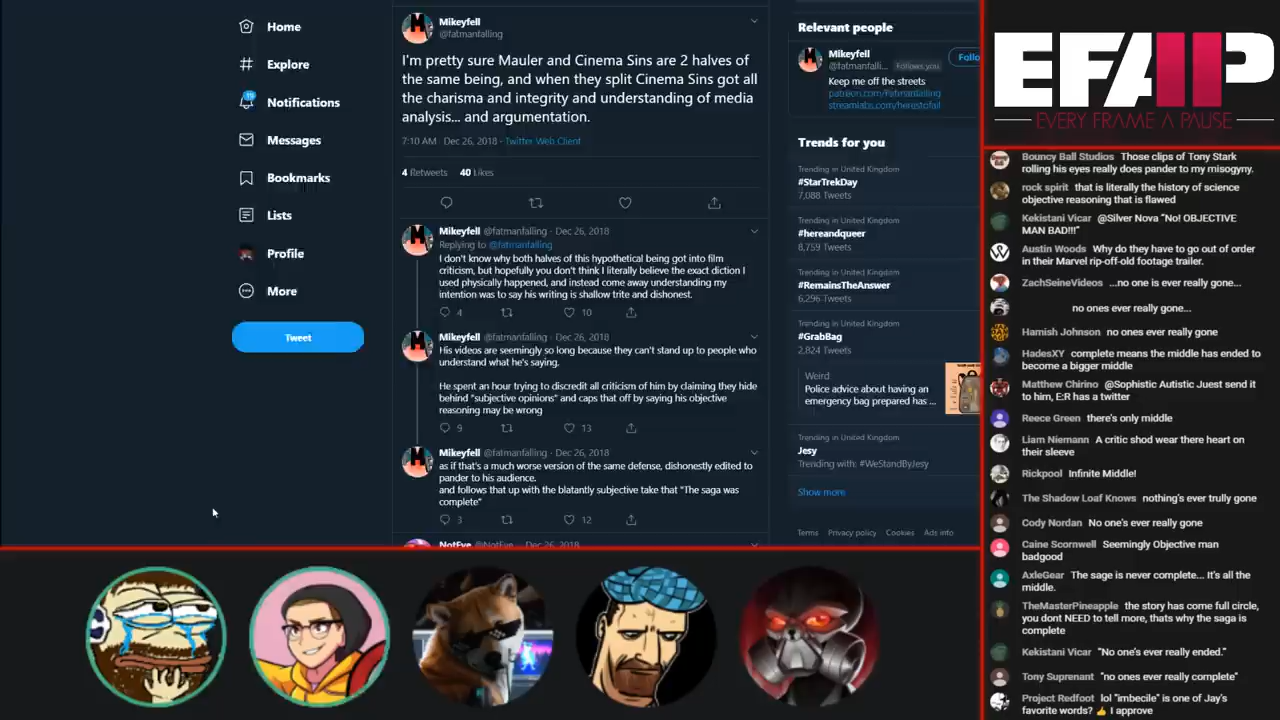 Home
Explore
15
Notifications
Messages
Bookmarks
Lists
Profile
More
Tweet
Mikeyfell
@fatmanfalling
I'm pretty sure Mauler and Cinema Sins are 2 halves of
the same being, and when they split Cinema Sins got all
the charisma and integrity and understanding of media
analysis... and argumentation.
7:10 AM · Dec 26, 2018 · Twitter Web Client
4 Retweets 40 Likes
Mikeyfell @fatmanfalling · Dec 26, 2018
Replying to @fatmanfalling
I don't know why both halves of this hypothetical being got into film
criticism, but hopefully you don't think I literally believe the exact diction I
used physically happened, and instead come away understanding my
intention was to say his writing is shallow trite and dishonest.
4 10
Mikeyfell @fatmanfalling · Dec 26, 2018
His videos are seemingly so long because they can't stand up to people who
understand what he's saying.
He spent an hour trying to discredit all criticism of him by claiming they hide
behind "subjective opinions" and caps that off by saying his objective
reasoning may be wrong
9 13
Mikeyfell @fatmanfalling · Dec 26, 2018
as if that's a much worse version of the same defense, dishonestly edited to
pander to his audience.
and follows that up with the blatantly subjective take that "The saga was
complete"
3 12
NotEve @NotEve · Dec 26, 2018
Relevant people
Mikeyfell
@fatmanfalli... Follows you
Follo
Keep me off the streets
patreon.com/Fatmanfalling
streamlabs.com/herestofail
Trends for you
Trending in United Kingdom
#StarTrekDay
7,088 Tweets
Trending in United Kingdom
#hereandqueer
8,759 Tweets
Trending in United Kingdom
#RemainsTheAnswer
6,296 Tweets
Trending in United Kingdom
#GrabBag
2,824 Tweets
Weird
Police advice about having an
emergency bag prepared has ...
Trending in United Kingdom
Jesy
Trending with: #WeStandByJesy
Show more
Terms Privacy policy Cookies Ads info
EFAP
EVERY FRAME A PAUSE
Bouncy Ball Studios Those clips of Tony Stark
rolling his eyes really does pander to my misogyny.
rock spirit that is literally the history of science
objective reasoning that is flawed
Kekistani Vicar @Silver Nova "No! OBJECTIVE
MAN BAD!!!"
Austin Woods Why do they have to go out of order
in their Marvel rip-off-old footage trailer.
ZachSeineVideos ...no one is ever really gone...
no ones ever really gone...
Hamish Johnson no ones ever really gone
HadesXY complete means the middle has ended to
become a bigger middle
Matthew Chirino @Sophistic Autistic Juest send it
to him, E;R has a twitter
Reece Green there's only middle
Liam Niemann A critic shod wear there heart on
their sleeve
Rickpool Infinite Middle!
The Shadow Loaf Knows nothing's ever trully gone
Cody Nordan No one's ever really gone
Caine Scornwell Seemingly Objective man
badgood
AxleGear The sage is never complete... It's all the
middle.
TheMasterPineapple the story has come full circle,
you dont NEED to tell more, thats why the saga is
complete
Kekistani Vicar "No one's ever really ended."
Tony Suprenant "no ones ever really complete"
Project Redfoot lol "imbecile" is one of Jay's
favorite words? 👍 I approve